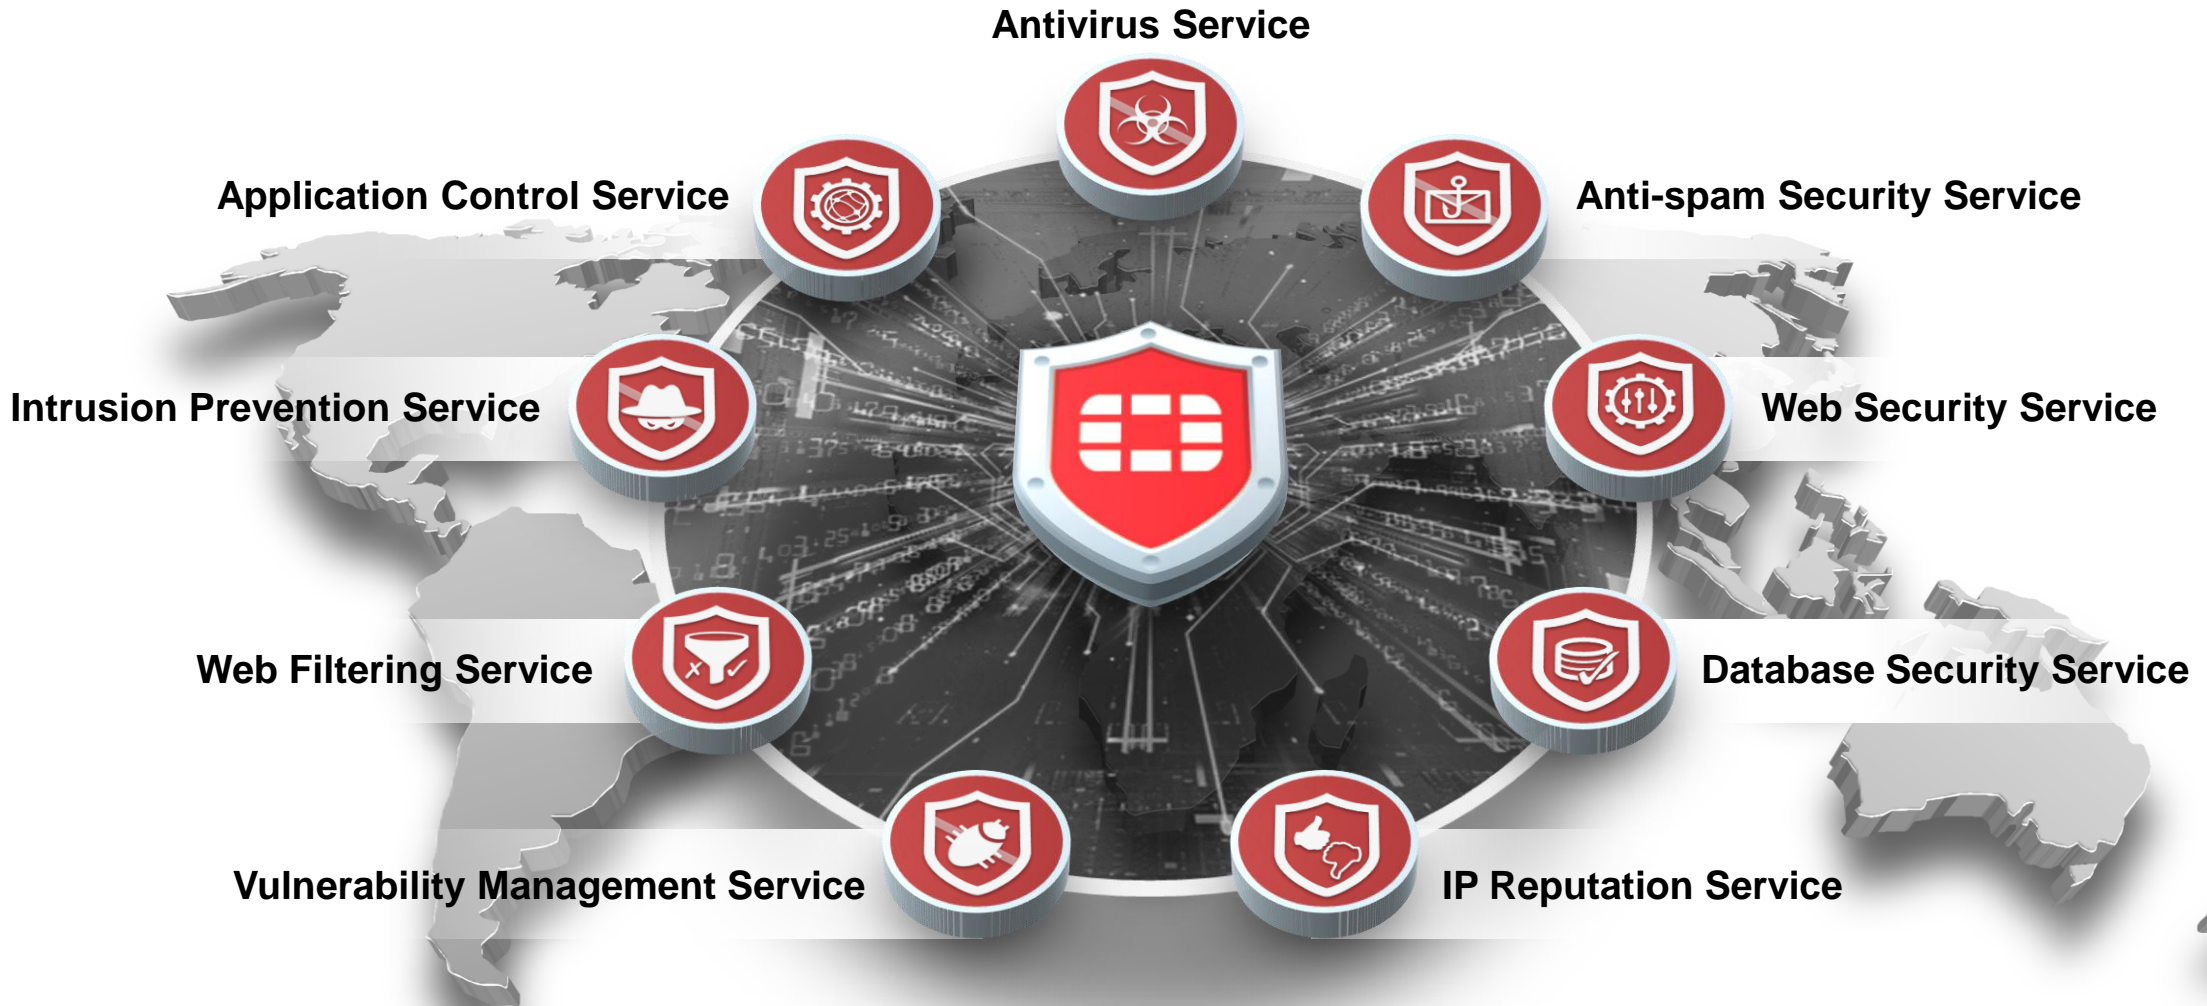 Antivirus Service
Application Control Service
Anti-spam Security Service
Intrusion Prevention Service
Web Security Service
Web Filtering Service
Database Security Service
Vulnerability Management Service
IP Reputation Service